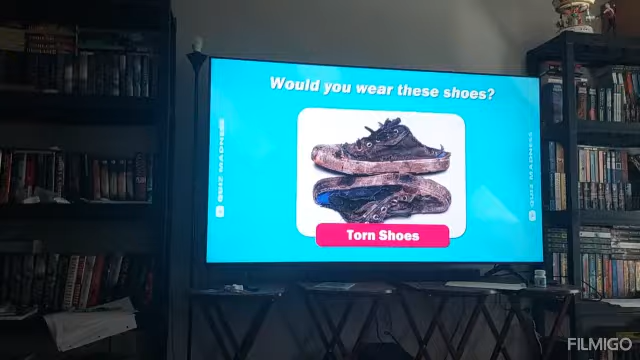 Would you wear these shoes?
QUIZ MADNESS
QUIZ MADNESS
Torn Shoes
FILMIGO